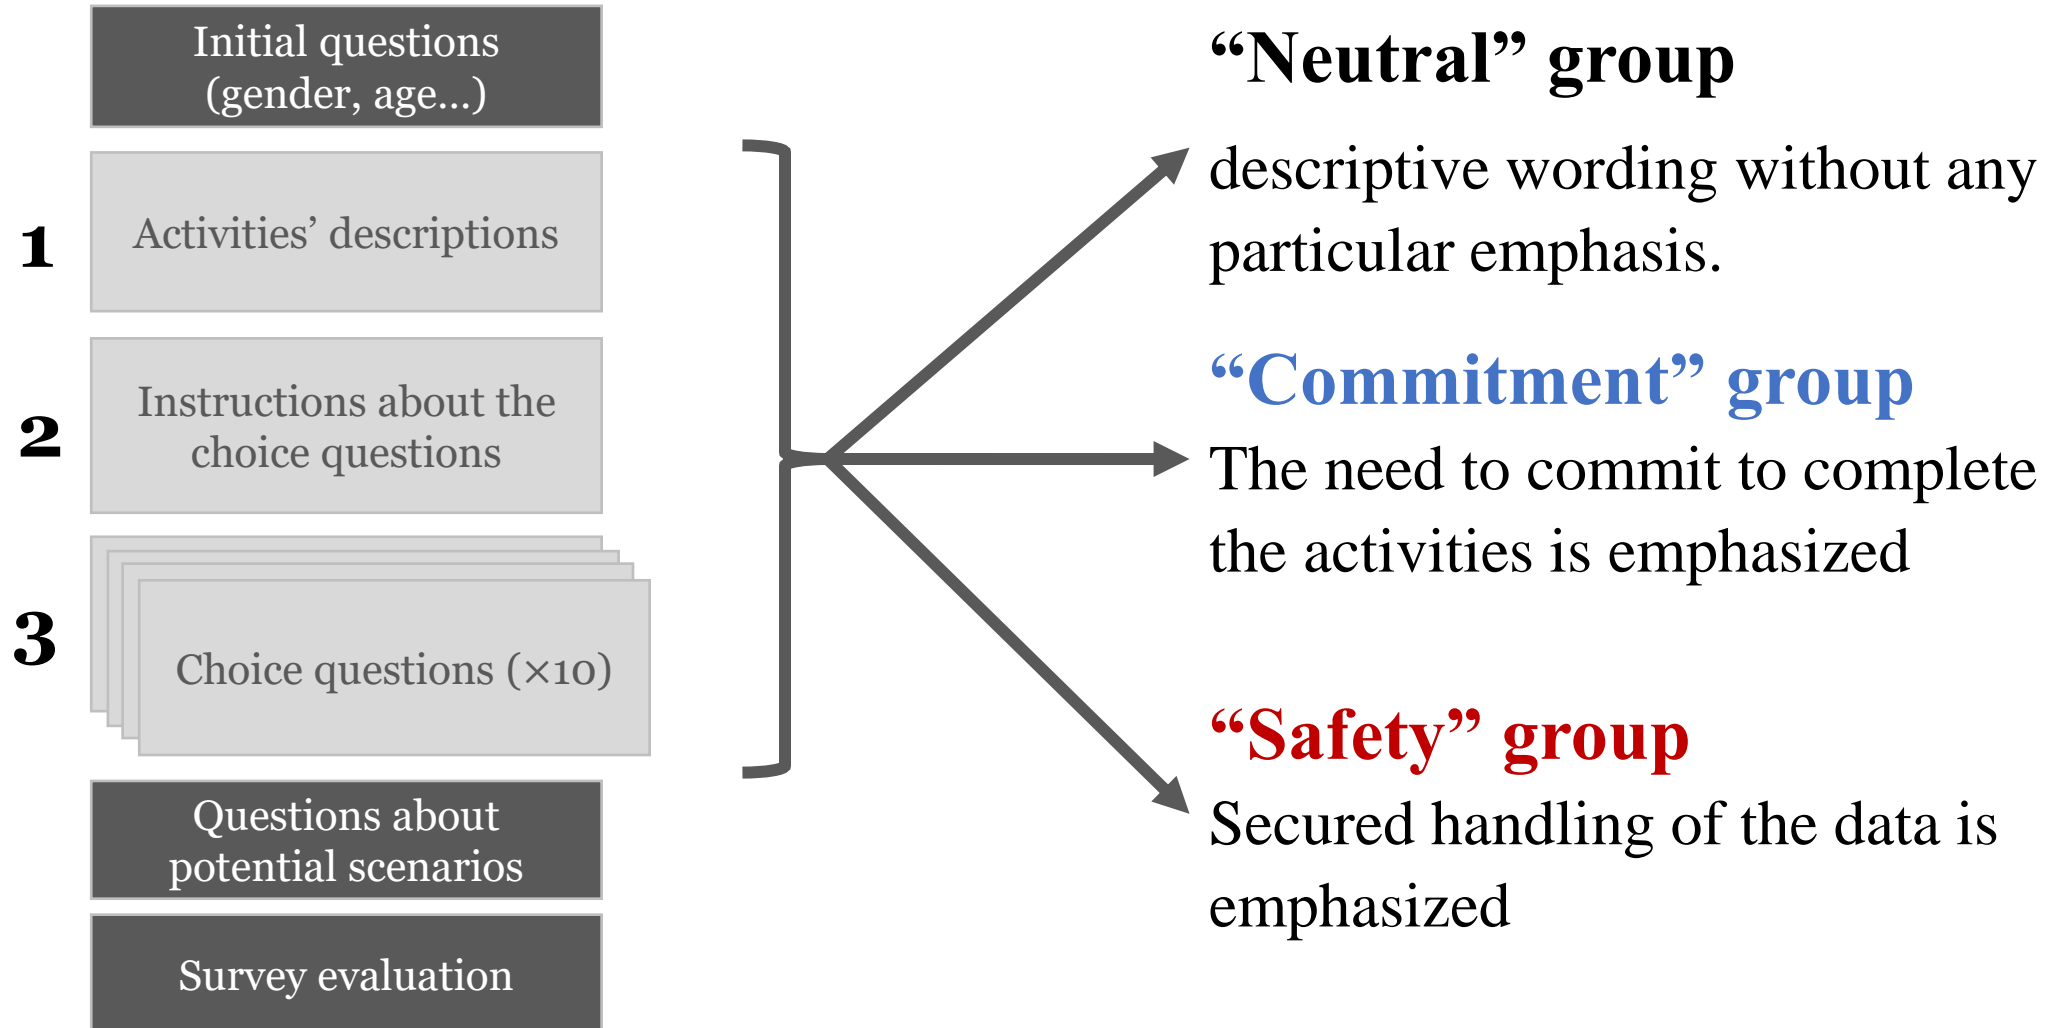 Initial questions
(gender, age...)
1
Activities’ descriptions
2
Instructions about the
choice questions
3
Choice questions (×10)
Questions about
potential scenarios
Survey evaluation
“Neutral” group
descriptive wording without any
particular emphasis.
“Commitment” group
The need to commit to complete
the activities is emphasized
“Safety” group
Secured handling of the data is
emphasized